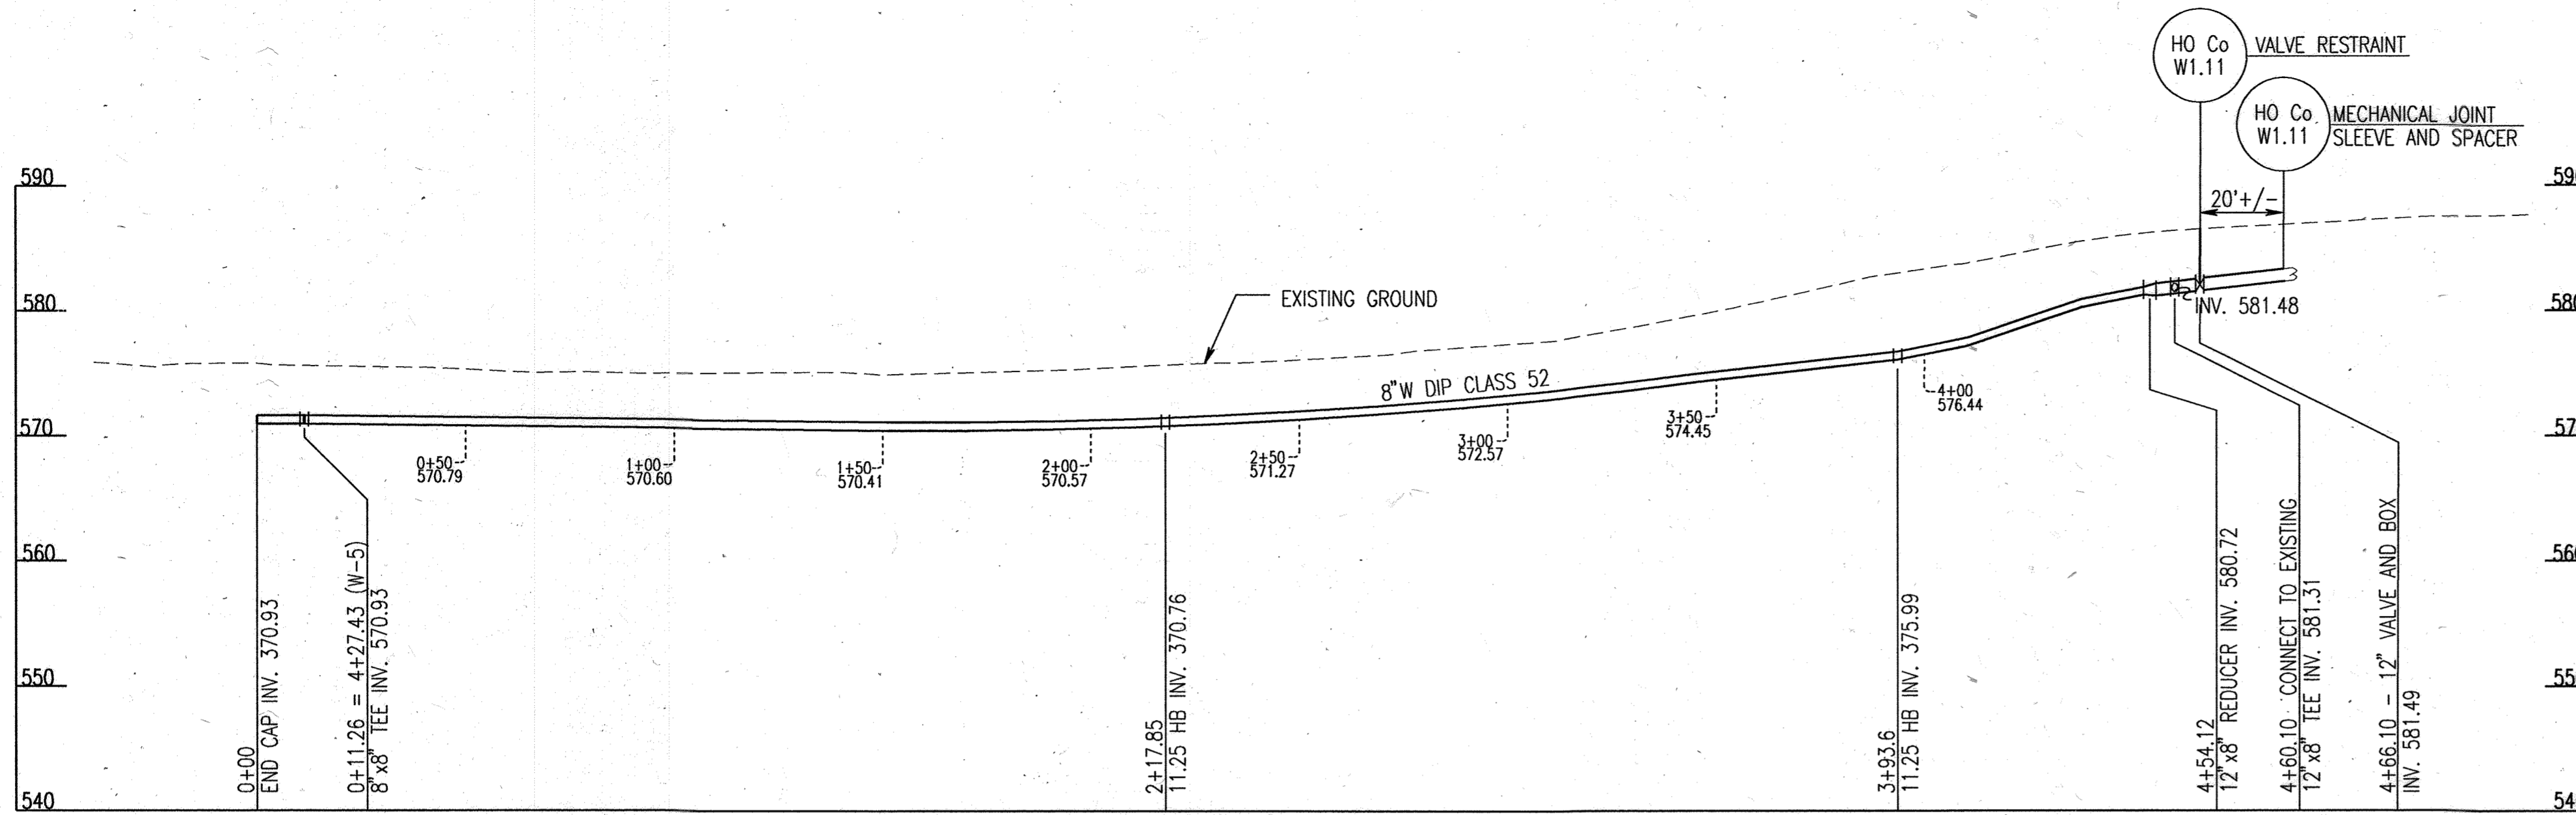 HO Co
W1.11
VALVE RESTRAINT
HO Co
W1.11
MECHANICAL JOINT
SLEEVE AND SPACER
590
59
20'+/-
580
58
EXISTING GROUND
INV. 581.48
8"W DIP CLASS 52
4+00
576.44
570
57
0+50
570.79
1+00
570.60
1+50
570.41
2+00
570.57
2+50
571.27
3+00
572.57
3+50
574.45
560
56
550
55
540
54
0+00
END CAP INV. 370.93
0+11.26 = 4+27.43 (W-5)
8"x8" TEE INV. 570.93
2+17.85
11.25 HB INV. 370.76
3+93.6
11.25 HB INV. 375.99
4+54.12
12"x8" REDUCER INV. 580.72
4+60.10 CONNECT TO EXISTING
12"x8" TEE INV. 581.31
4+66.10 - 12" VALVE AND BOX
INV. 581.49